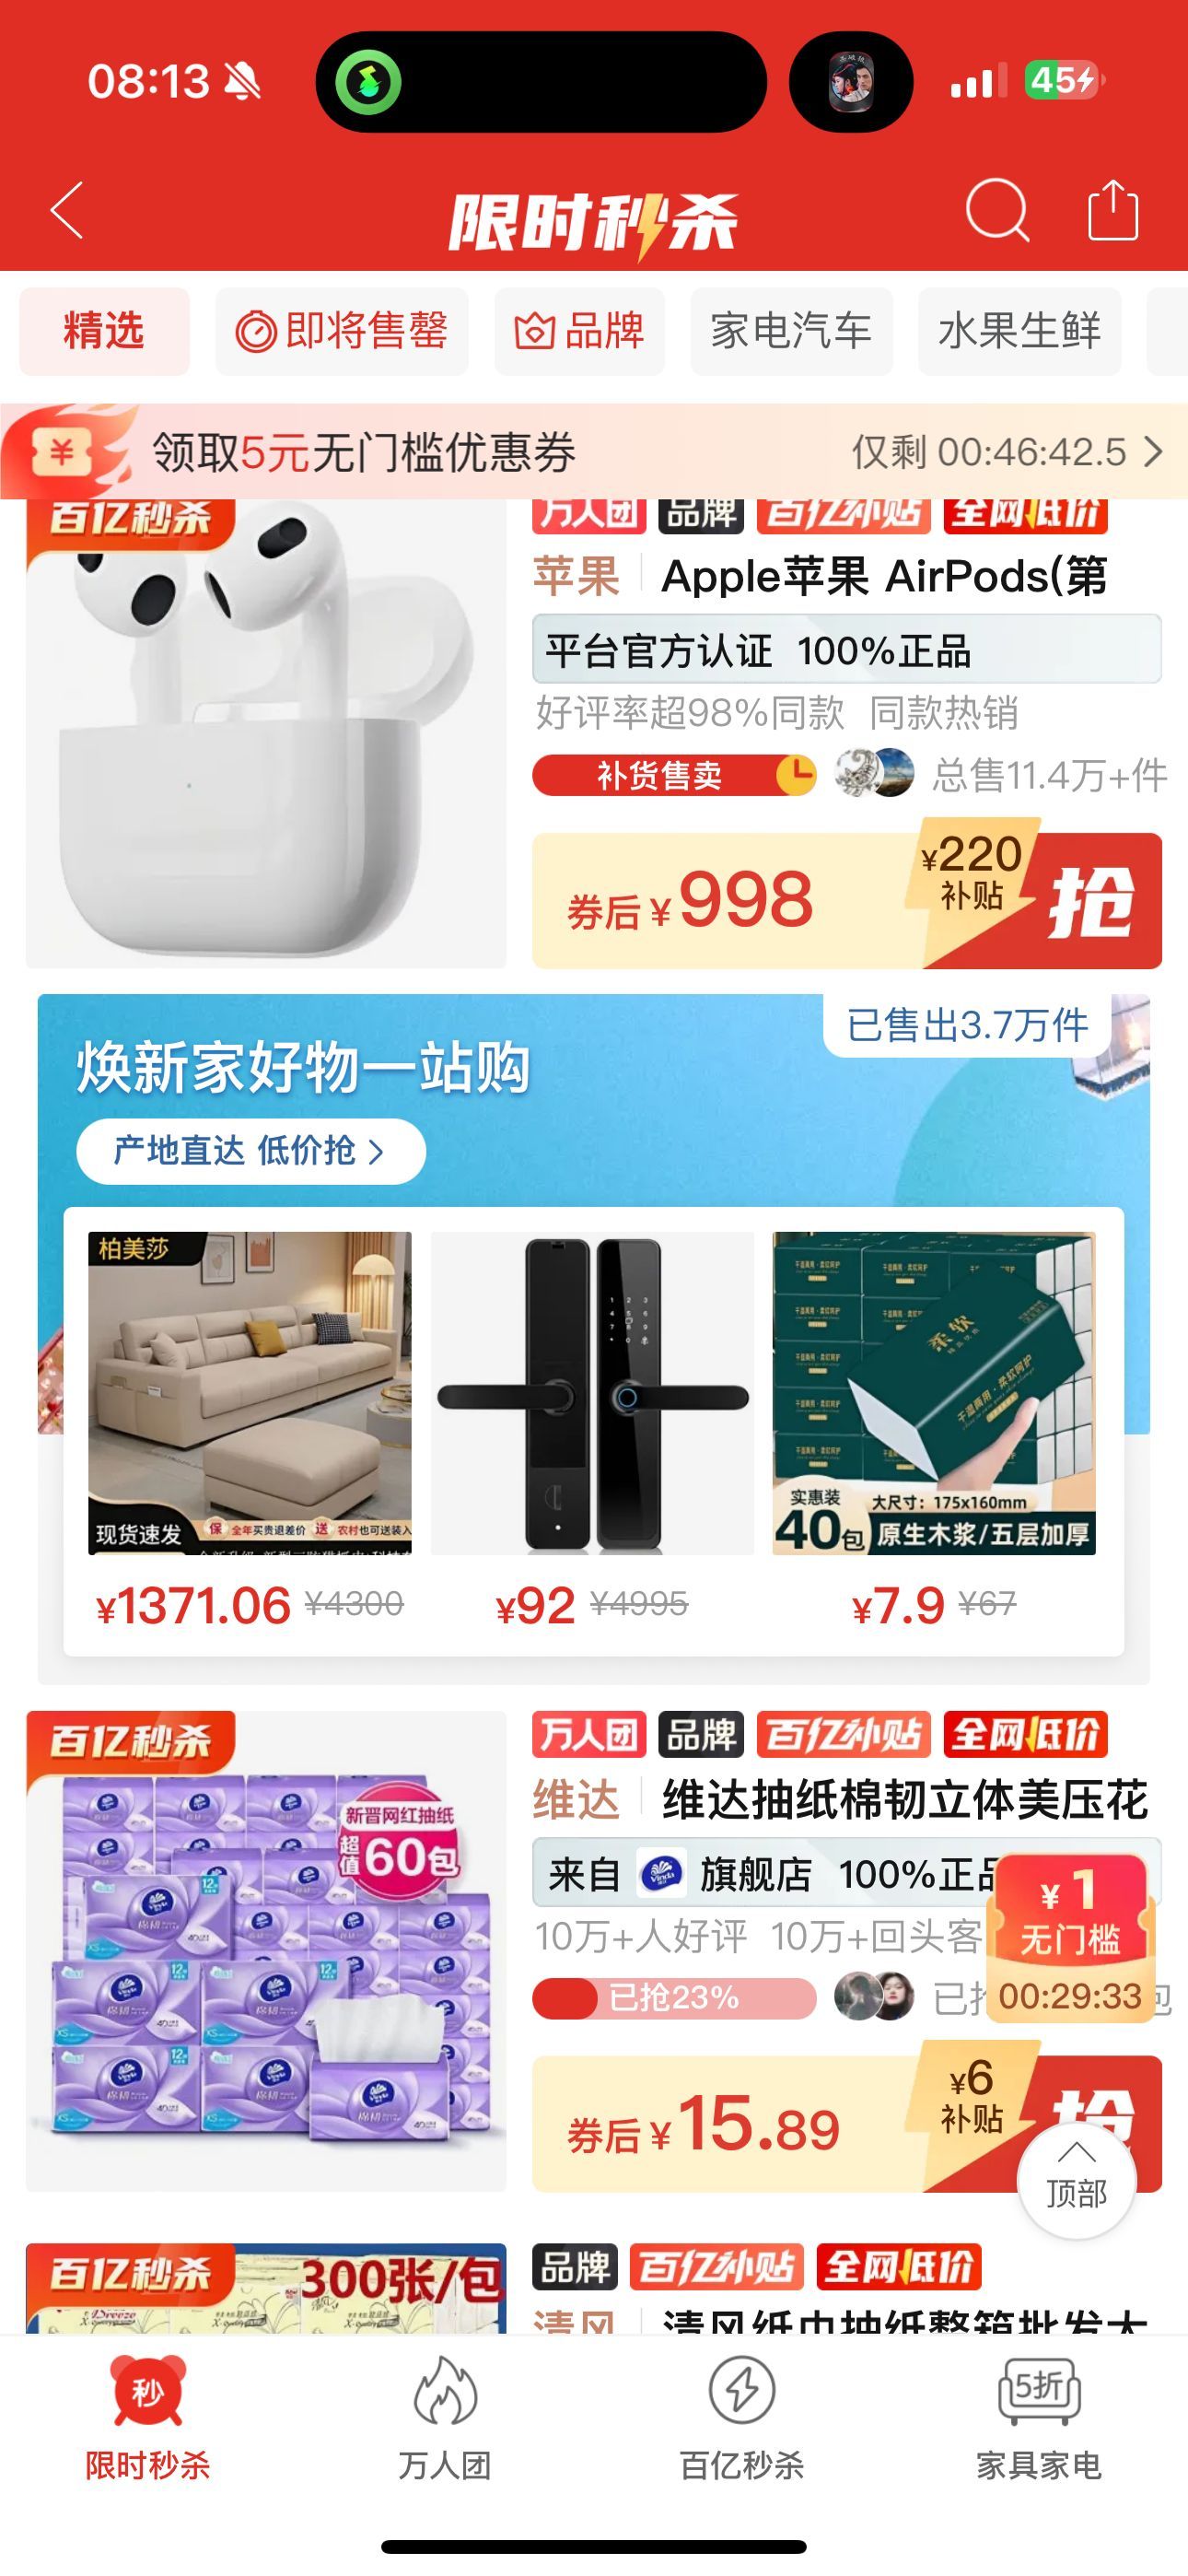 08:13
45
限时秒杀
精选
即将售罄
品牌
家电汽车
水果生鲜
¥
领取5元无门槛优惠券
仅剩 00:46:42.5
百亿秒杀
万人团 品牌 百亿补贴 全网低价
苹果 Apple苹果 AirPods(第
平台官方认证 100%正品
好评率超98%同款 同款热销
补货售卖
总售11.4万+件
券后 ¥998
¥220
补贴
抢
已售出3.7万件
焕新家好物一站购
产地直达 低价抢
柏美莎
现货速发
保 全年买贵退差价 送 农村也可送装入
柔软
实惠装
40包
大尺寸：175x160mm
原生木浆/五层加厚
¥1371.06 ¥4300
¥92 ¥4995
¥7.9 ¥67
百亿秒杀
新晋网红抽纸
超值60包
Vinda
万人团 品牌 百亿补贴 全网低价
维达 维达抽纸棉韧立体美压花
来自 Vinda 旗舰店 100%正品
10万+人好评 10万+回头客
已抢23%
¥1
无门槛
00:29:33
券后 ¥15.89
¥6
补贴
抢
顶部
百亿秒杀
300张/包
Breeze
品牌 百亿补贴 全网低价
清风 清风纸巾抽纸整箱批发大
秒
5折
限时秒杀
万人团
百亿秒杀
家具家电